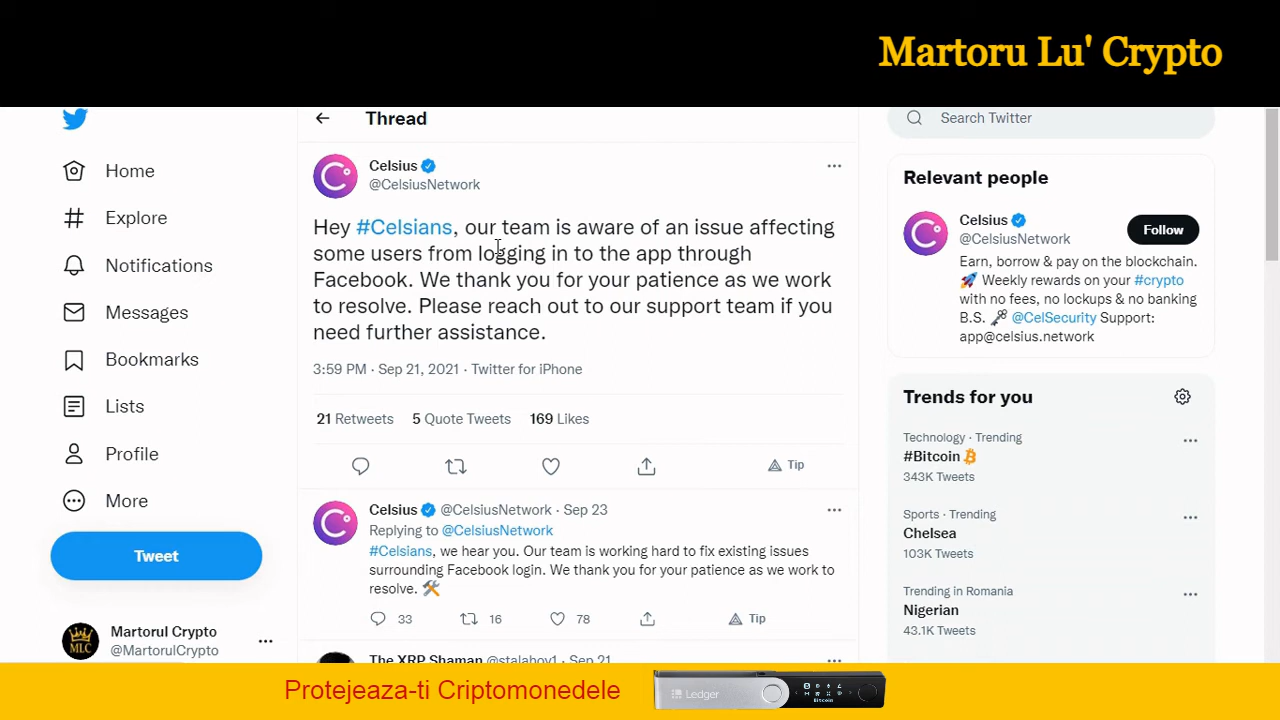 Martoru Lu' Crypto
Home
Explore
Notifications
Messages
Bookmarks
Lists
Profile
More
Tweet
Martorul Crypto
@MartorulCrypto
Thread
Celsius
@CelsiusNetwork
Hey #Celsians, our team is aware of an issue affecting
some users from logging in to the app through
Facebook. We thank you for your patience as we work
to resolve. Please reach out to our support team if you
need further assistance.
3:59 PM · Sep 21, 2021 · Twitter for iPhone
21 Retweets 5 Quote Tweets 169 Likes
Tip
Celsius @CelsiusNetwork · Sep 23
Replying to @CelsiusNetwork
#Celsians, we hear you. Our team is working hard to fix existing issues
surrounding Facebook login. We thank you for your patience as we work to
resolve. 🛠️
33 16 78 Tip
The XRP Shaman @stalahov1 · Sep 21
Search Twitter
Relevant people
Celsius
@CelsiusNetwork
Follow
Earn, borrow & pay on the blockchain.
🚀 Weekly rewards on your #crypto
with no fees, no lockups & no banking
B.S. 🗝️ @CelSecurity Support:
app@celsius.network
Trends for you
Technology · Trending
#Bitcoin
343K Tweets
Sports · Trending
Chelsea
103K Tweets
Trending in Romania
Nigerian
43.1K Tweets
Protejeaza-ti Criptomonedele
Ledger
Bitcoin